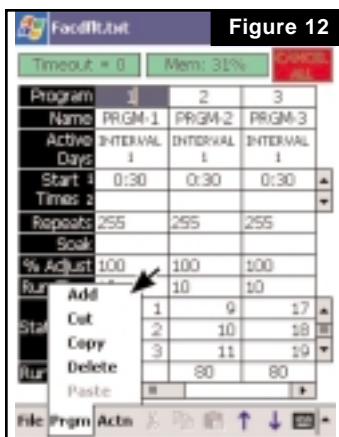 Facdflt.txt
Figure 12
Timeout = 0 Mem: 31% CANCEL ALL
Program 1 2 3
Name PRGM-1 PRGM-2 PRGM-3
Active Days INTERVAL 1 INTERVAL 1 INTERVAL 1
Start 1 0:30 0:30 0:30
Times 2
Repeats 255 255 255
Soak
% Adjust 100 100 100
Run 10 10
Add
Cut
Copy
Delete
Paste
Stat 1 9 17
2 10 18
3 11 19
Run 80 80
File Prgm Actn